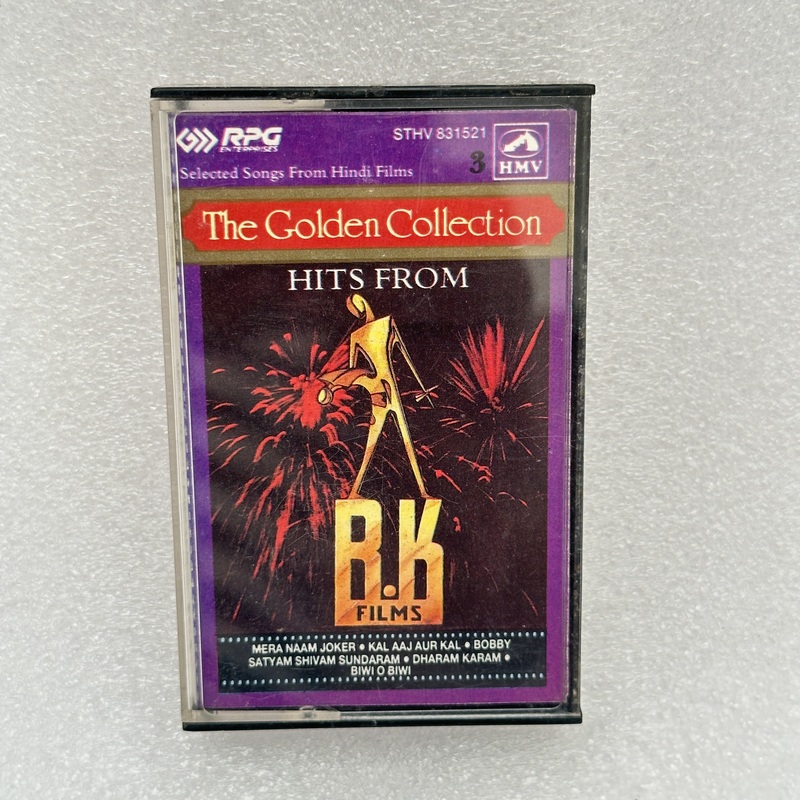 RPG
ENTERPRISES
STHV 831521
3
HMV
Selected Songs From Hindi Films
The Golden Collection
HITS FROM
R.K
FILMS
MERA NAAM JOKER • KAL AAJ AUR KAL • BOBBY
SATYAM SHIVAM SUNDARAM • DHARAM KARAM •
BIWI O BIWI